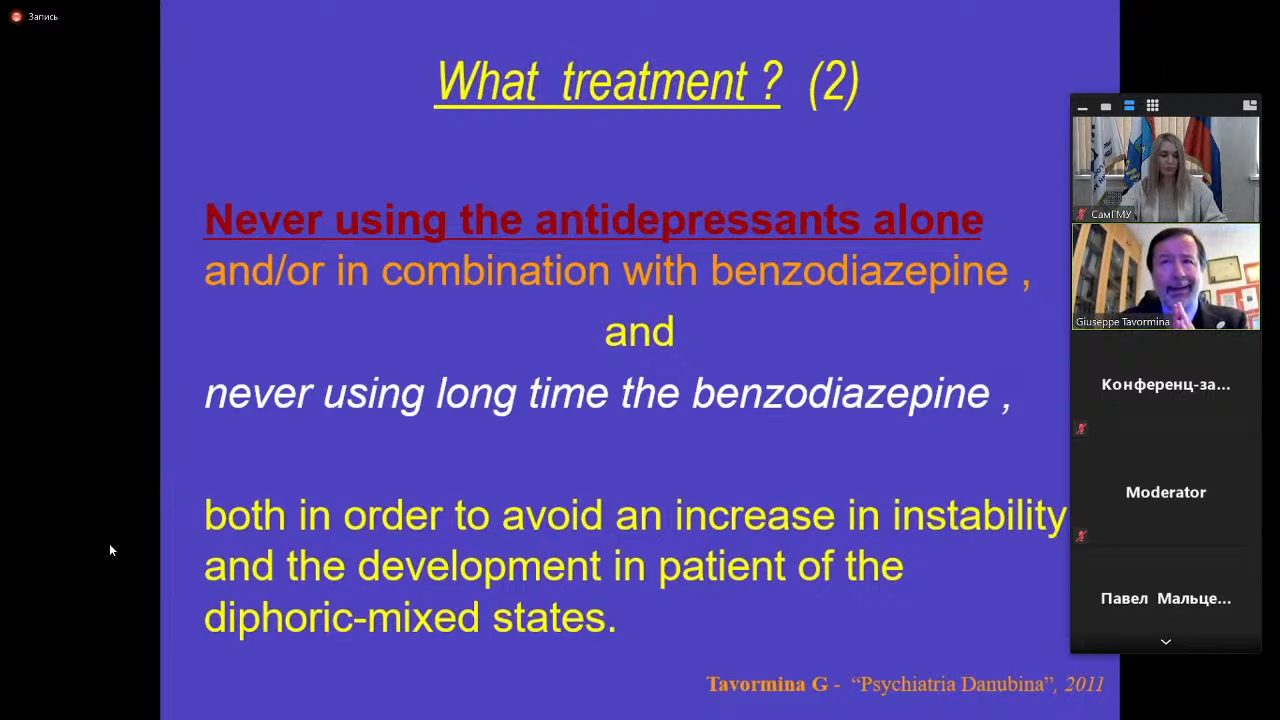 Запись
What treatment ? (2)
Never using the antidepressants alone
and/or in combination with benzodiazepine ,
and
never using long time the benzodiazepine ,
both in order to avoid an increase in instability
and the development in patient of the
diphoric-mixed states.
Tavormina G - “Psychiatria Danubina”, 2011
СамГМУ
Giuseppe Tavormina
Конференц-за...
Moderator
Павел Мальце...